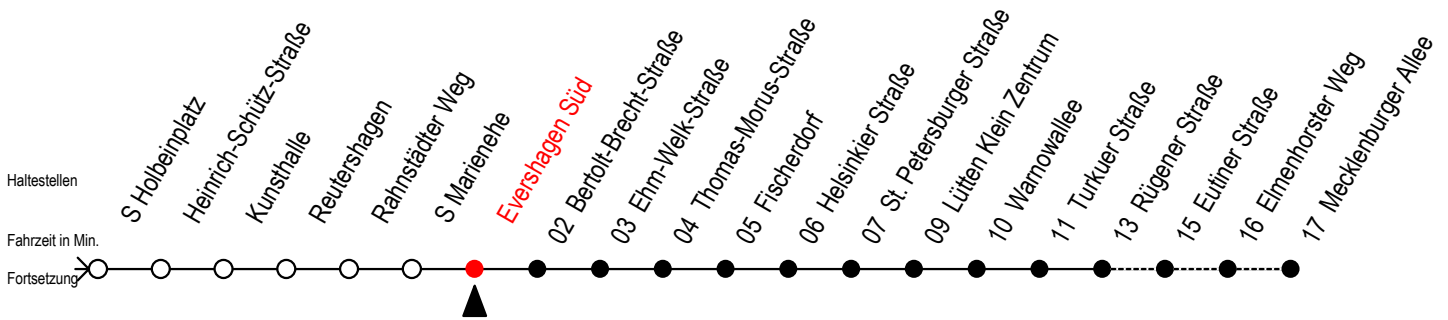 Haltestellen
S Holbeinplatz
Heinrich-Schütz-Straße
Kunsthalle
Reutershagen
Rahnstädter Weg
S Marienehe
Evershagen Süd
02 Bertolt-Brecht-Straße
03 Ehm-Welk-Straße
04 Thomas-Morus-Straße
05 Fischerdorf
06 Helsinkier Straße
07 St. Petersburger Straße
09 Lütten Klein Zentrum
10 Warnowallee
11 Turkuer Straße
13 Rügener Straße
15 Eutiner Straße
16 Elmenhorster Weg
17 Mecklenburger Allee
Fahrzeit in Min.
Fortsetzung